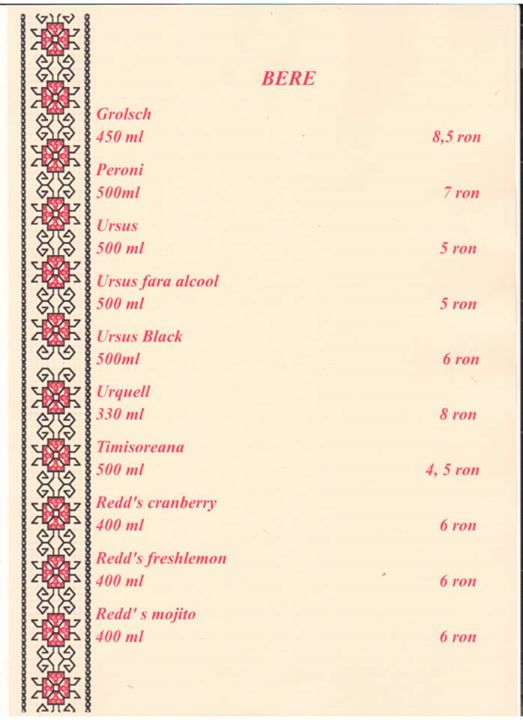 BERE
Grolsch
450 ml 8,5 ron
Peroni
500ml 7 ron
Ursus
500 ml 5 ron
Ursus fara alcool
500 ml 5 ron
Ursus Black
500ml 6 ron
Urquell
330 ml 8 ron
Timisoreana
500 ml 4, 5 ron
Redd's cranberry
400 ml 6 ron
Redd's freshlemon
400 ml 6 ron
Redd' s mojito
400 ml 6 ron